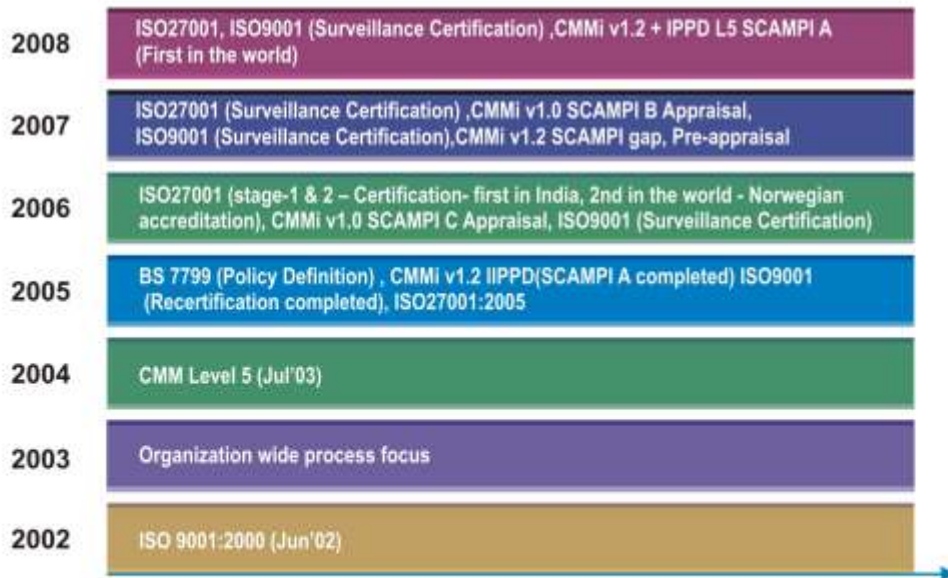 2008
ISO27001, ISO9001 (Surveillance Certification) ,CMMi v1.2 + IPPD L5 SCAMPI A
(First in the world)
2007
ISO27001 (Surveillance Certification) ,CMMi v1.0 SCAMPI B Appraisal,
ISO9001 (Surveillance Certification),CMMi v1.2 SCAMPI gap, Pre-appraisal
2006
ISO27001 (stage-1 & 2 – Certification- first in India, 2nd in the world - Norwegian
accreditation), CMMi v1.0 SCAMPI C Appraisal, ISO9001 (Surveillance Certification)
2005
BS 7799 (Policy Definition) , CMMi v1.2 IIPPD(SCAMPI A completed) ISO9001
(Recertification completed), ISO27001:2005
2004
CMM Level 5 (Jul'03)
2003
Organization wide process focus
2002
ISO 9001:2000 (Jun'02)